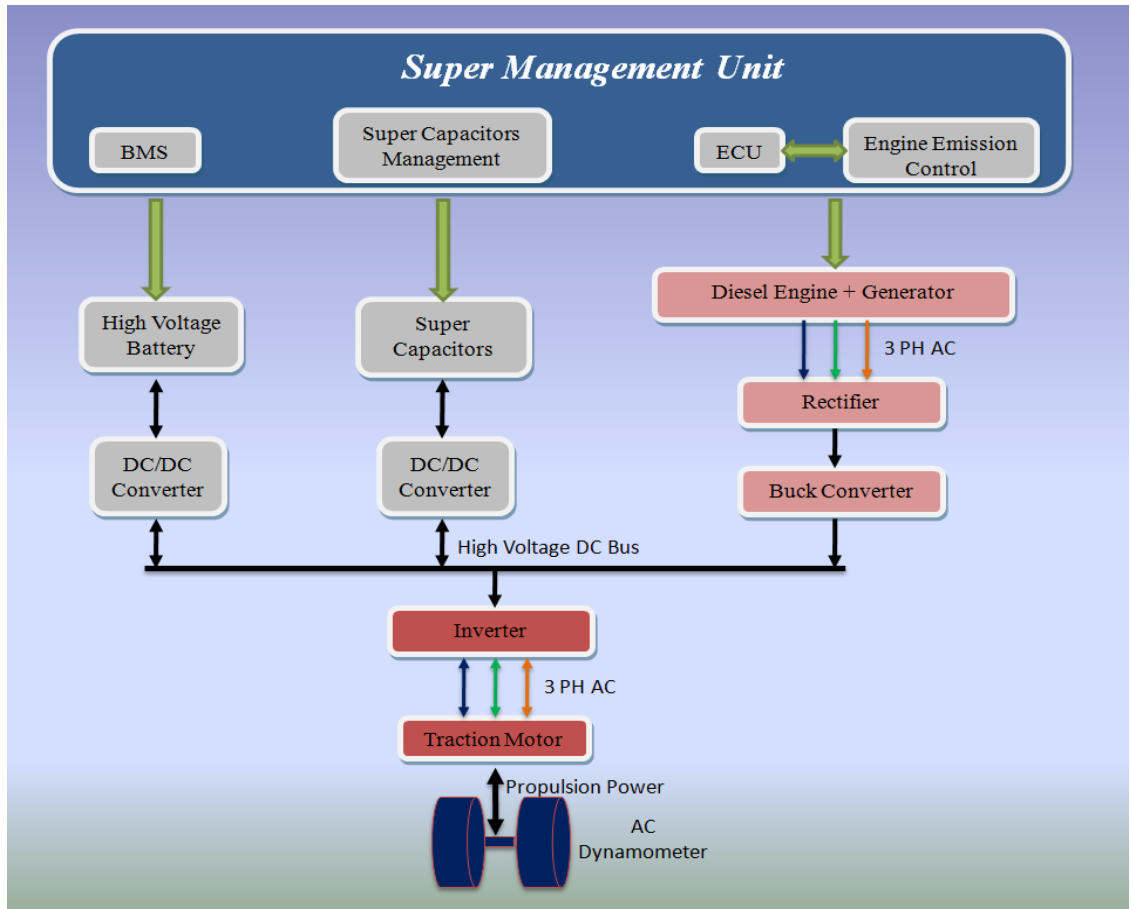 Super Management Unit
BMS
Super Capacitors
Management
ECU
Engine Emission
Control
High Voltage
Battery
Super
Capacitors
Diesel Engine + Generator
3 PH AC
Rectifier
DC/DC
Converter
DC/DC
Converter
Buck Converter
High Voltage DC Bus
Inverter
3 PH AC
Traction Motor
Propulsion Power
AC
Dynamometer